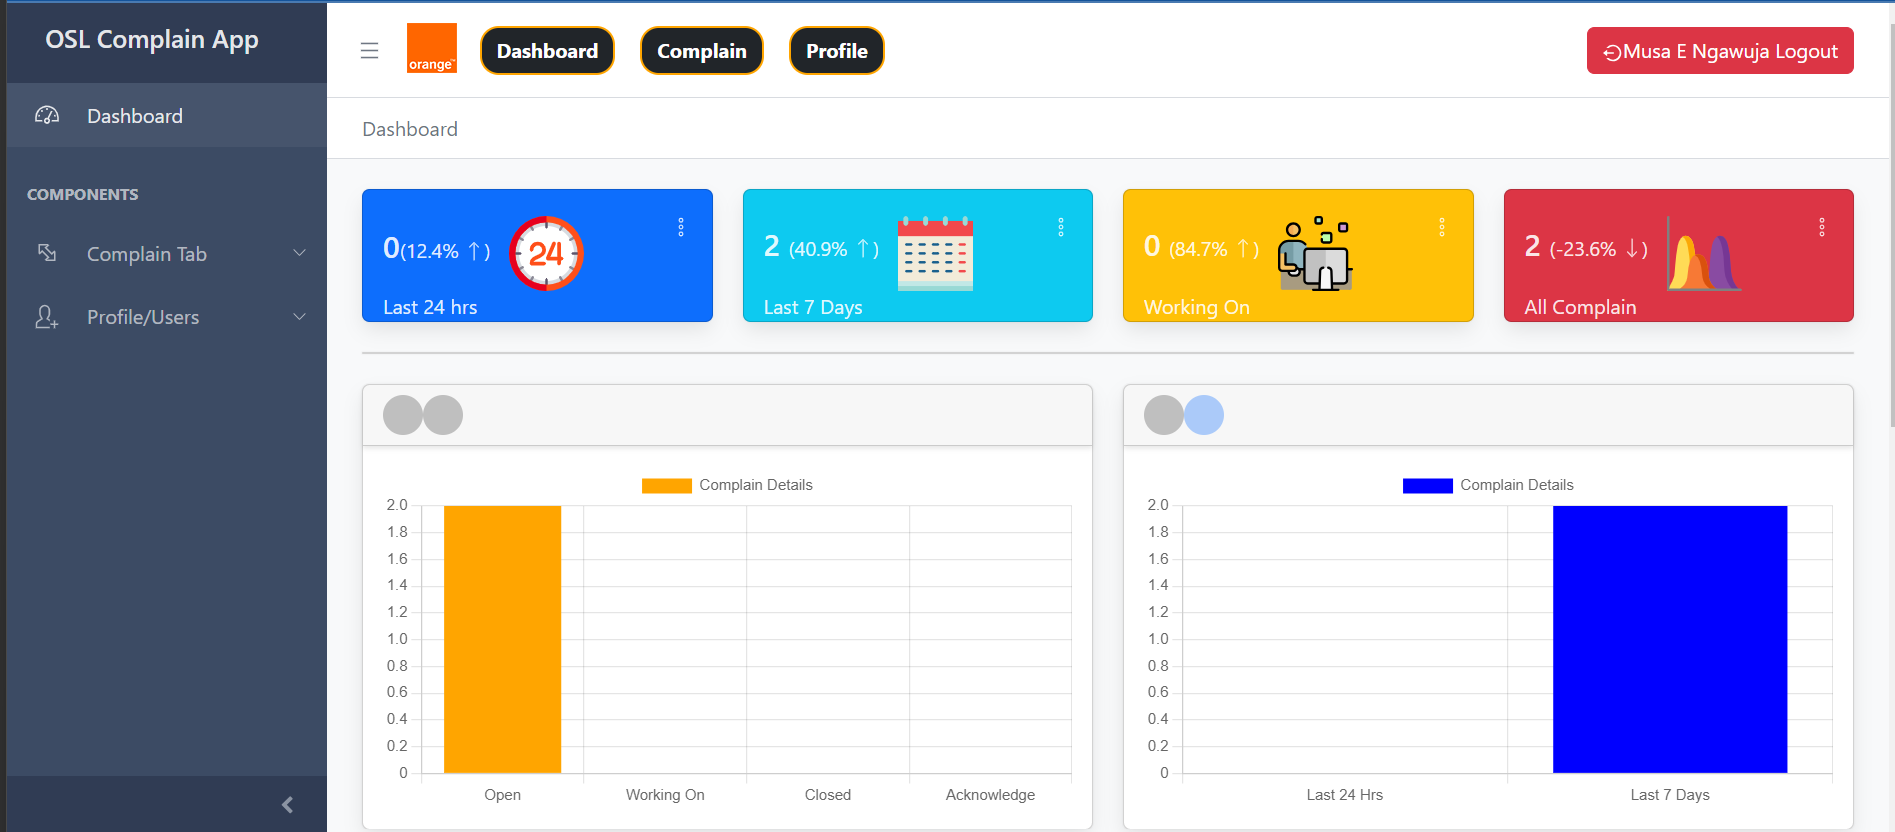 OSL Complain App
Dashboard
COMPONENTS
Complain Tab
Profile/Users
orange™
Dashboard
Complain
Profile
Musa E Ngawuja Logout
Dashboard
0(12.4% ↑)
24
Last 24 hrs
2 (40.9% ↑)
Last 7 Days
0 (84.7% ↑)
Working On
2 (-23.6% ↓)
All Complain
Complain Details
2.0
1.8
1.6
1.4
1.2
1.0
0.8
0.6
0.4
0.2
0
Open Working On Closed Acknowledge
Complain Details
2.0
1.8
1.6
1.4
1.2
1.0
0.8
0.6
0.4
0.2
0
Last 24 Hrs Last 7 Days